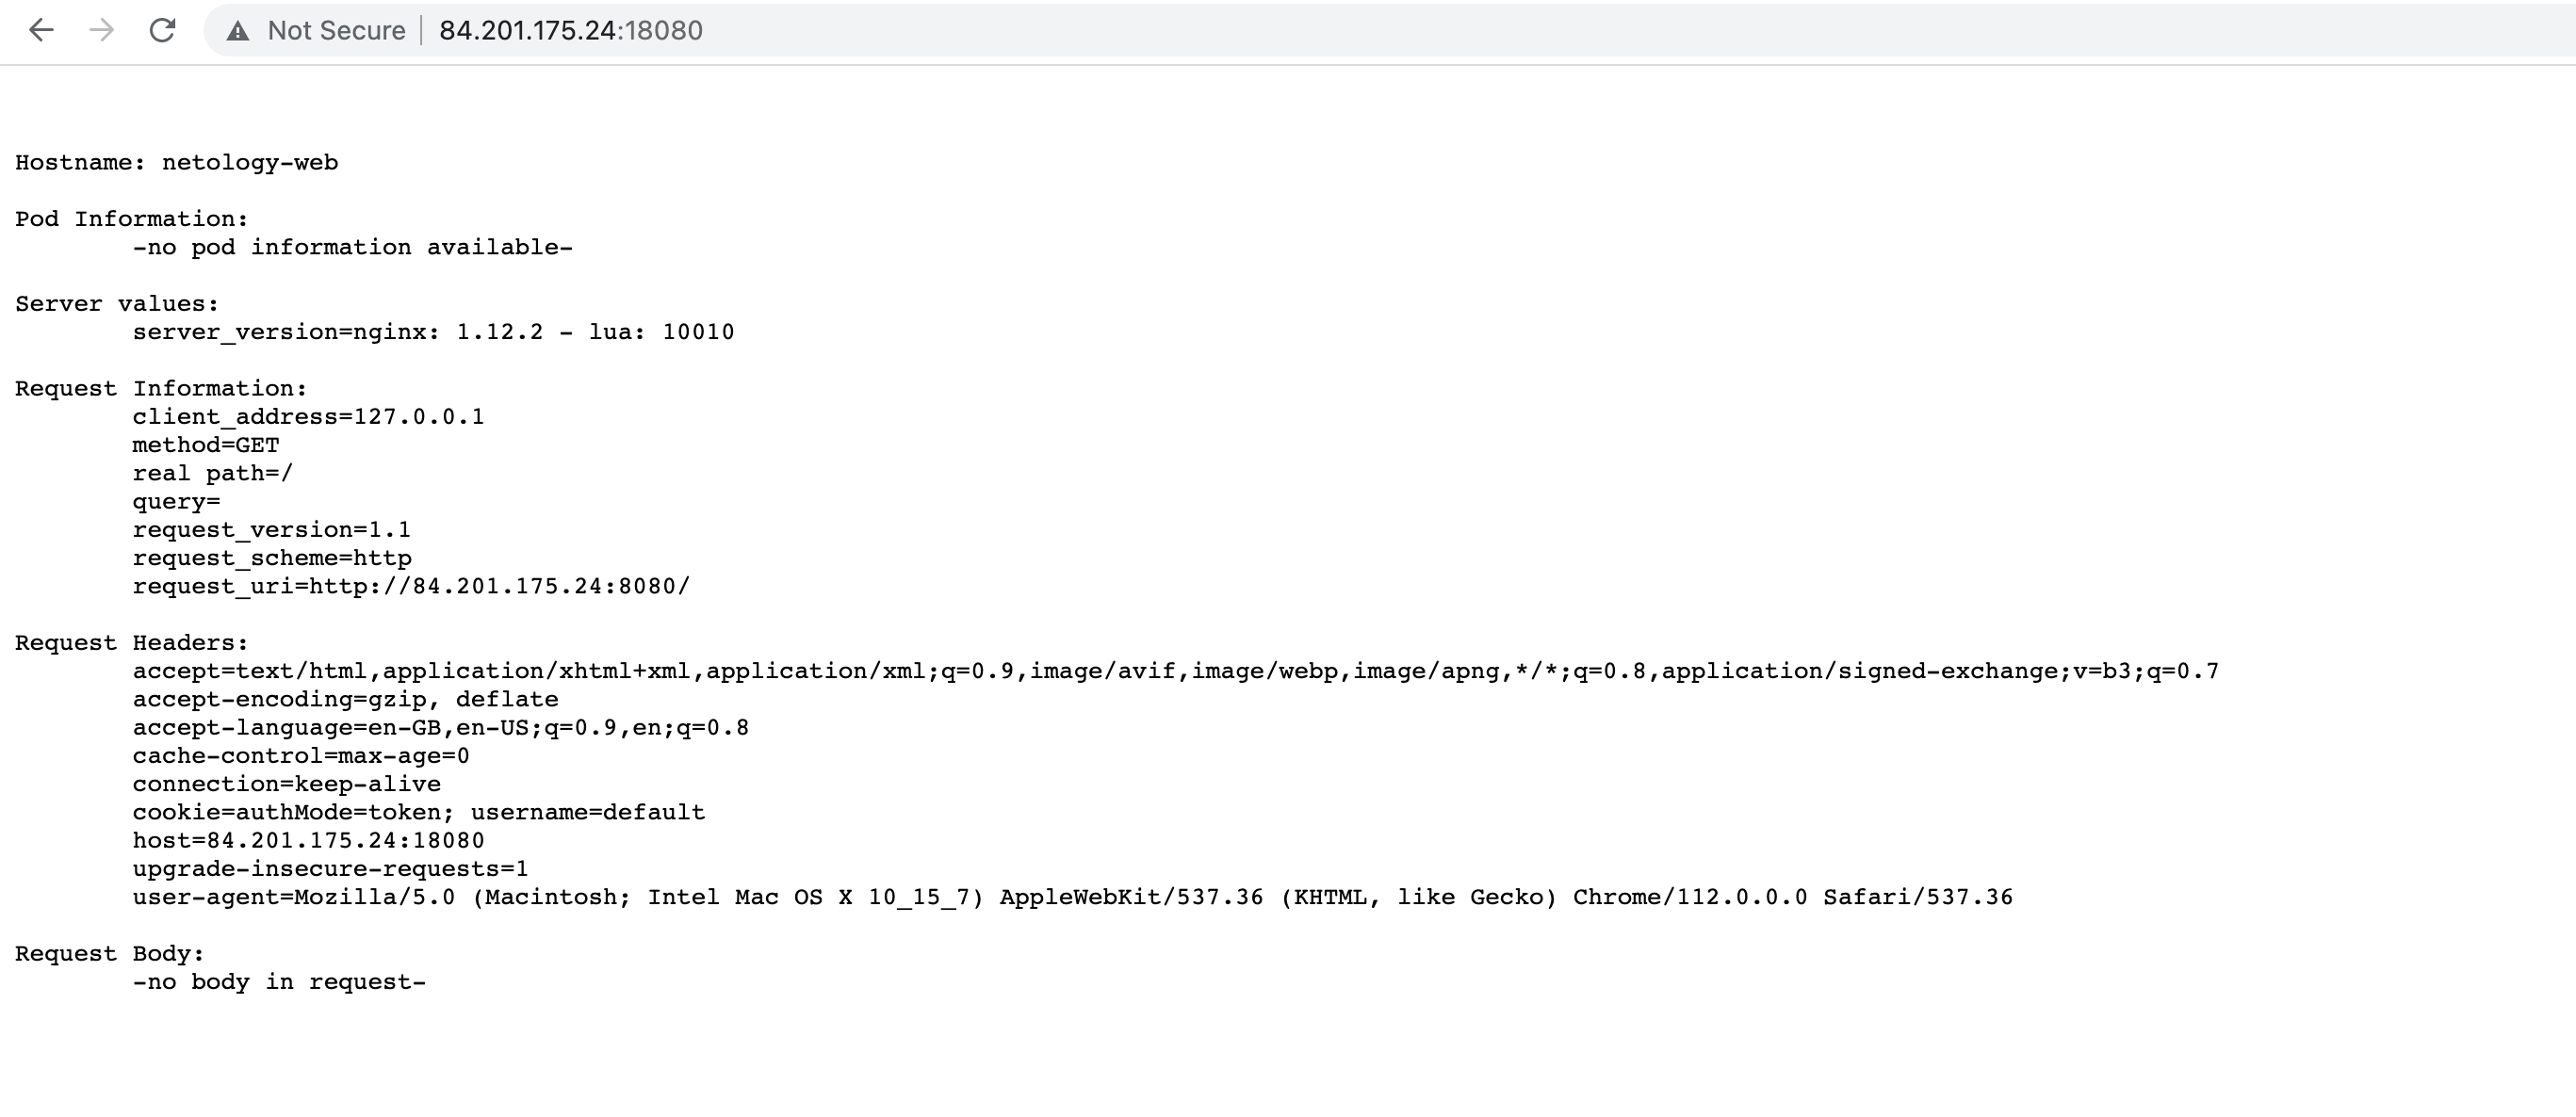 Not Secure | 84.201.175.24:18080
Hostname: netology-web
Pod Information:
-no pod information available-
Server values:
server_version=nginx: 1.12.2 - lua: 10010
Request Information:
client_address=127.0.0.1
method=GET
real path=/
query=
request_version=1.1
request_scheme=http
request_uri=http://84.201.175.24:8080/
Request Headers:
accept=text/html,application/xhtml+xml,application/xml;q=0.9,image/avif,image/webp,image/apng,*/*;q=0.8,application/signed-exchange;v=b3;q=0.7
accept-encoding=gzip, deflate
accept-language=en-GB,en-US;q=0.9,en;q=0.8
cache-control=max-age=0
connection=keep-alive
cookie=authMode=token; username=default
host=84.201.175.24:18080
upgrade-insecure-requests=1
user-agent=Mozilla/5.0 (Macintosh; Intel Mac OS X 10_15_7) AppleWebKit/537.36 (KHTML, like Gecko) Chrome/112.0.0.0 Safari/537.36
Request Body:
-no body in request-